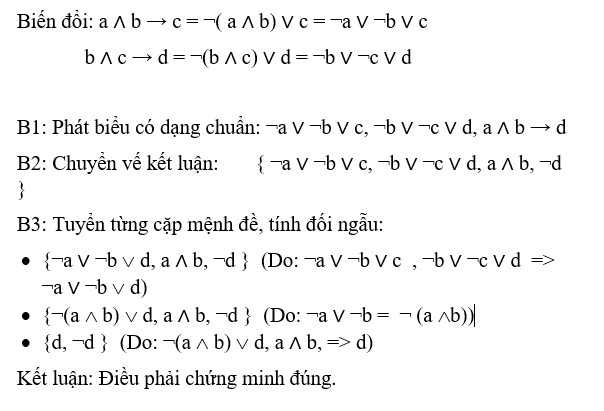 Biến đổi: a ∧ b → c = ¬( a ∧ b) ∨ c = ¬a ∨ ¬b ∨ c
b ∧ c → d = ¬(b ∧ c) ∨ d = ¬b ∨ ¬c ∨ d
B1: Phát biểu có dạng chuẩn: ¬a ∨ ¬b ∨ c, ¬b ∨ ¬c ∨ d, a ∧ b → d
B2: Chuyển vế kết luận: { ¬a ∨ ¬b ∨ c, ¬b ∨ ¬c ∨ d, a ∧ b, ¬d
}
B3: Tuyển từng cặp mệnh đề, tính đối ngẫu:
• {¬a ∨ ¬b ∨ d, a ∧ b, ¬d } (Do: ¬a ∨ ¬b ∨ c , ¬b ∨ ¬c ∨ d =>
¬a ∨ ¬b ∨ d)
• {¬(a ∧ b) ∨ d, a ∧ b, ¬d } (Do: ¬a ∨ ¬b = ¬ (a ∧b))
• {d, ¬d } (Do: ¬(a ∧ b) ∨ d, a ∧ b, => d)
Kết luận: Điều phải chứng minh đúng.